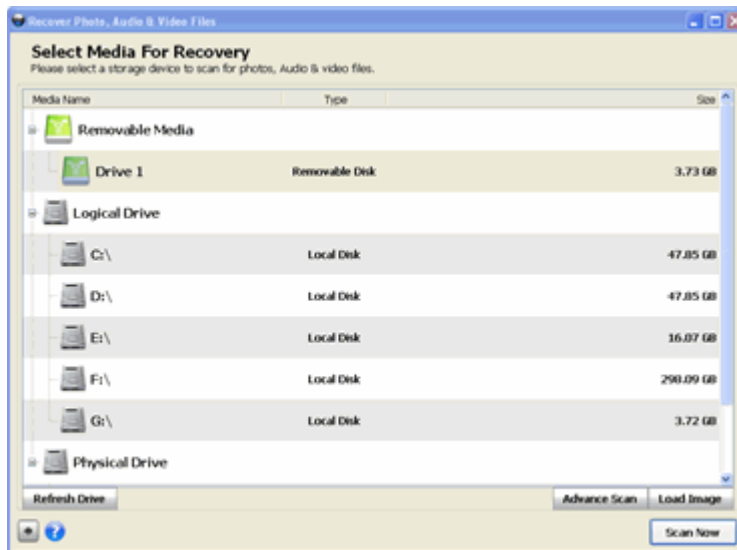 Recover Photo, Audio & Video Files
Select Media For Recovery
Please select a storage device to scan for photos, Audio & video files.
Media Name Type Size
Removable Media
Drive 1 Removable Disk 3.73 GB
Logical Drive
C:\ Local Disk 47.85 GB
D:\ Local Disk 47.85 GB
E:\ Local Disk 16.07 GB
F:\ Local Disk 298.09 GB
G:\ Local Disk 3.72 GB
Physical Drive
Refresh Drive Advance Scan Load Image
Scan Now